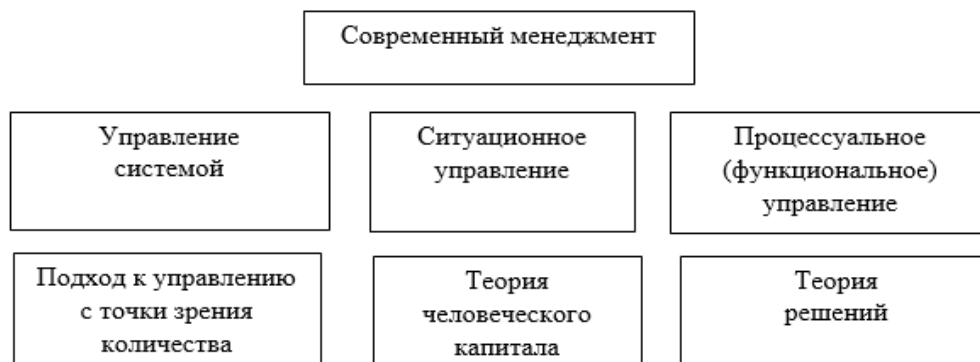 Современный менеджмент
Управление
системой
Ситуационное
управление
Процессуальное
(функциональное)
управление
Подход к управлению
с точки зрения
количества
Теория
человеческого
капитала
Теория
решений